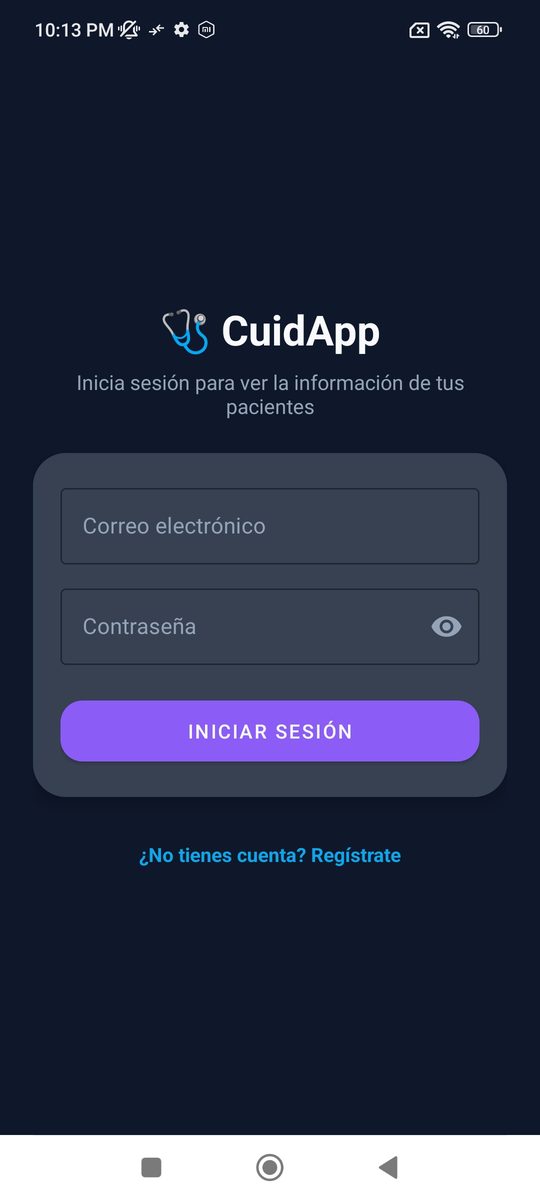 10:13 PM
60
CuidApp
Inicia sesión para ver la información de tus
pacientes
Correo electrónico
Contraseña
INICIAR SESIÓN
¿No tienes cuenta? Regístrate